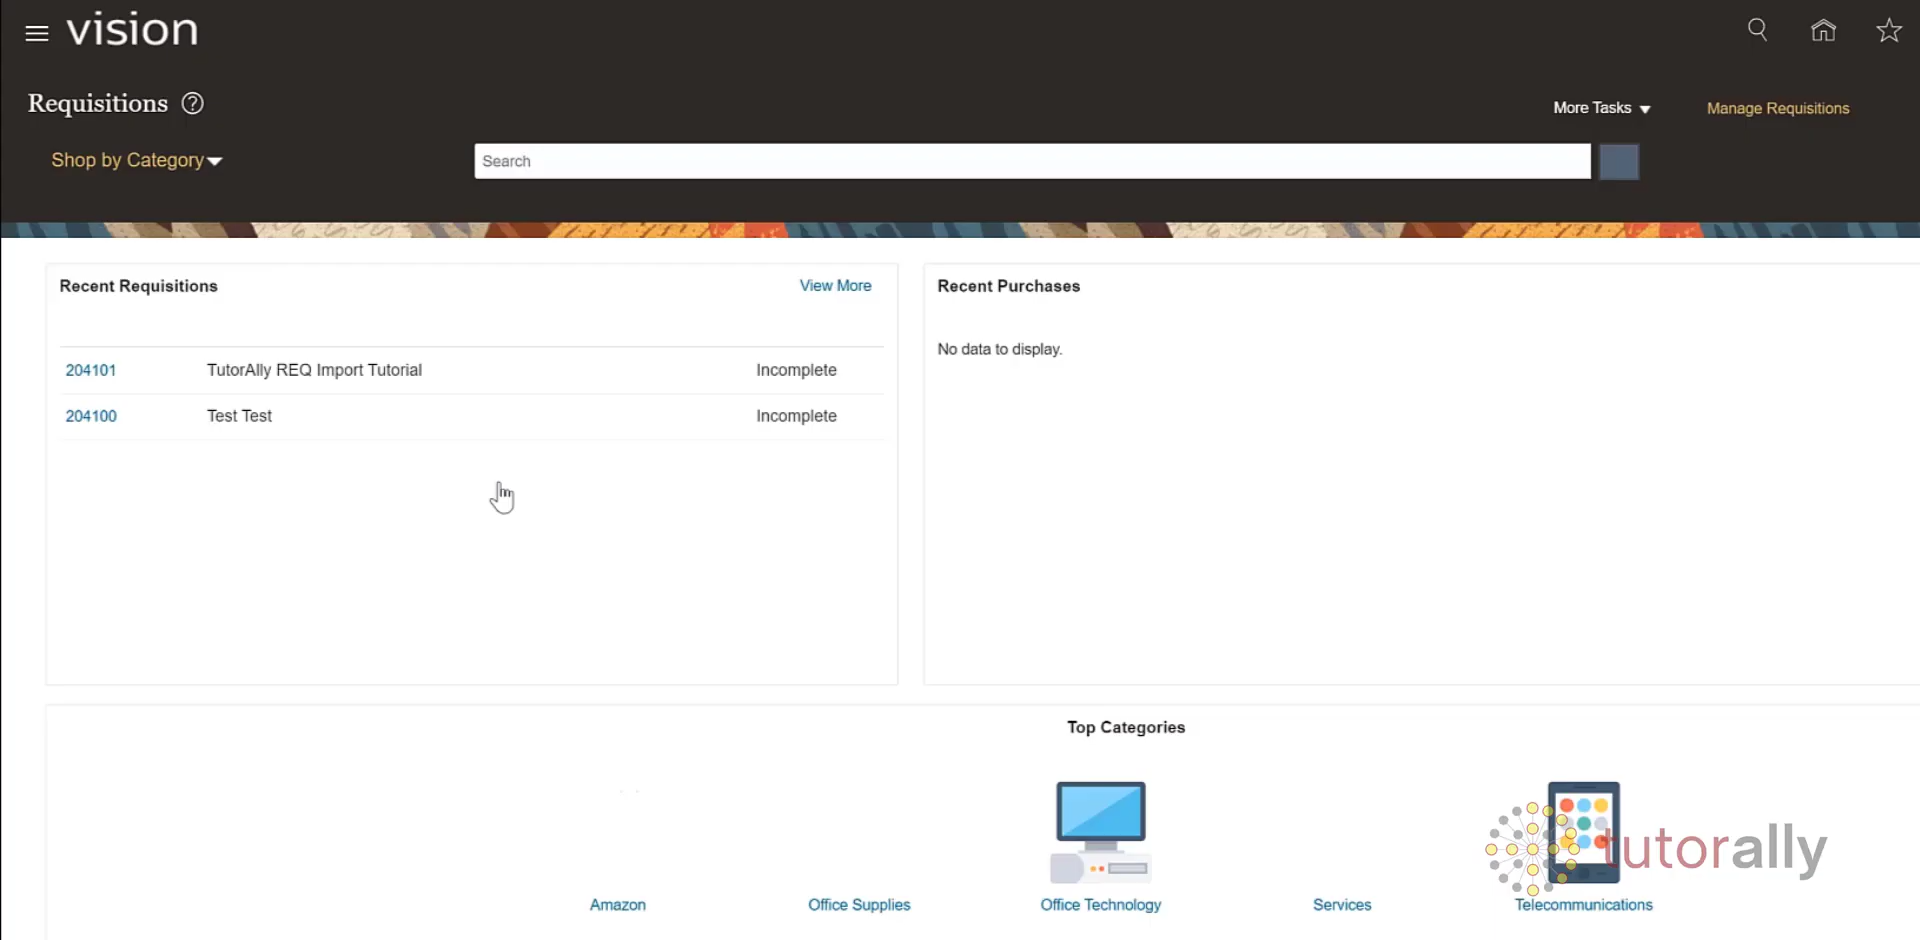 vision
Requisitions ?
More Tasks
Manage Requisitions
Shop by Category
Search
Recent Requisitions
View More
204101 TutorAlly REQ Import Tutorial Incomplete
204100 Test Test Incomplete
Recent Purchases
No data to display.
Top Categories
Amazon
Office Supplies
Office Technology
Services
Telecommunications
tutorally